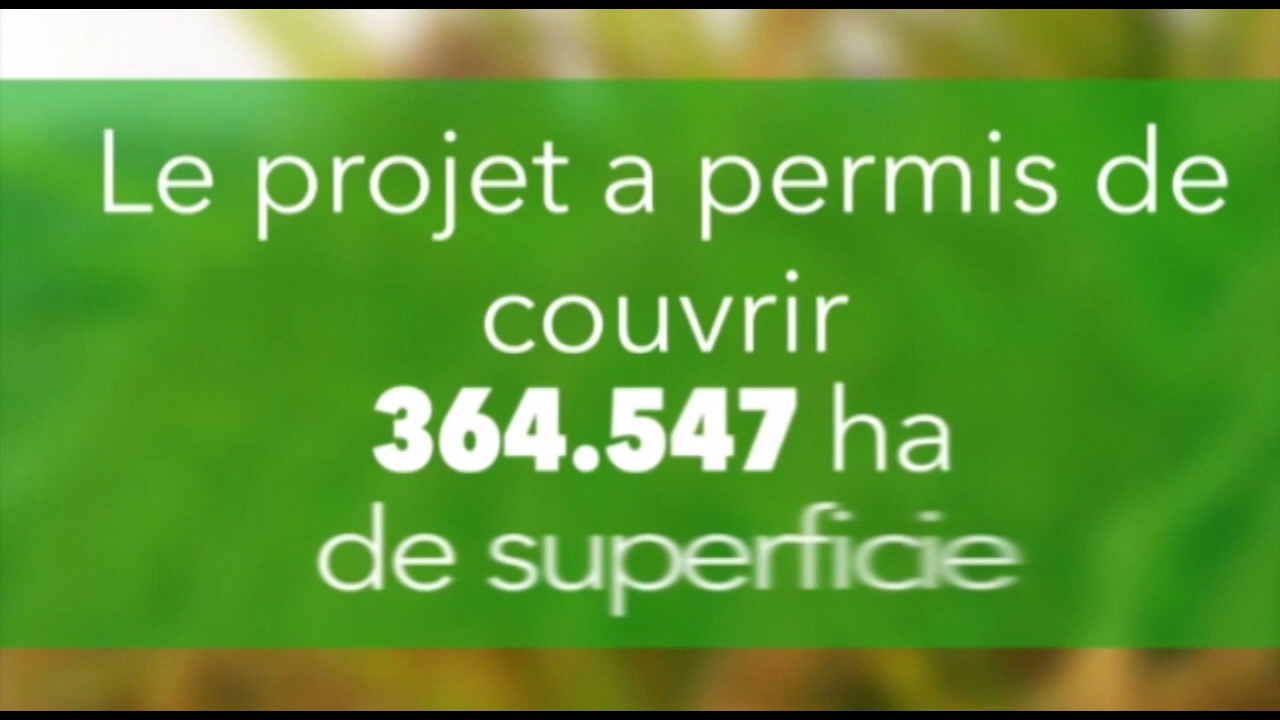 Le projet a permis de
couvrir
364.547 ha
de superficie